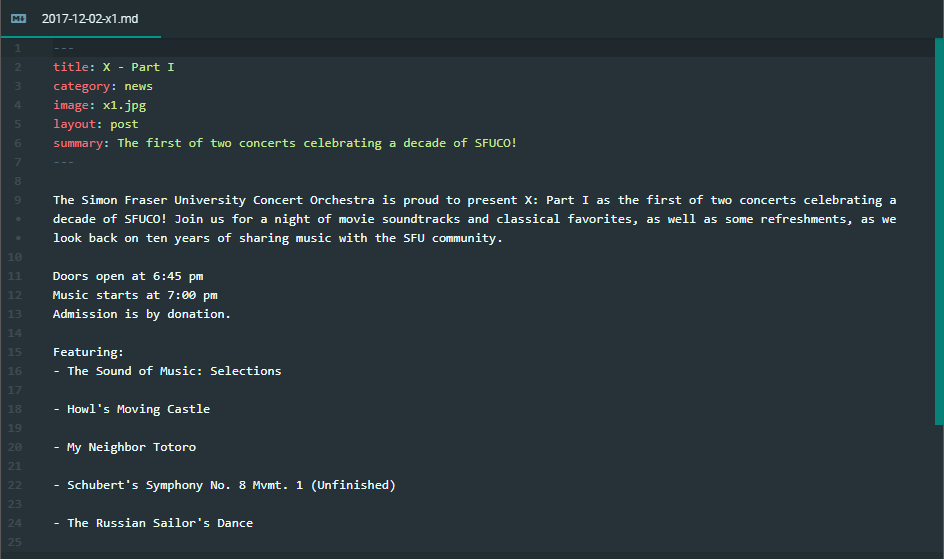 2017-12-02-x1.md
1 ---
2 title: X - Part I
3 category: news
4 image: x1.jpg
5 layout: post
6 summary: The first of two concerts celebrating a decade of SFUCO!
7 ---
8
9 The Simon Fraser University Concert Orchestra is proud to present X: Part I as the first of two concerts celebrating a
• decade of SFUCO! Join us for a night of movie soundtracks and classical favorites, as well as some refreshments, as we
• look back on ten years of sharing music with the SFU community.
10
11 Doors open at 6:45 pm
12 Music starts at 7:00 pm
13 Admission is by donation.
14
15 Featuring:
16 - The Sound of Music: Selections
17
18 - Howl's Moving Castle
19
20 - My Neighbor Totoro
21
22 - Schubert's Symphony No. 8 Mvmt. 1 (Unfinished)
23
24 - The Russian Sailor's Dance
25